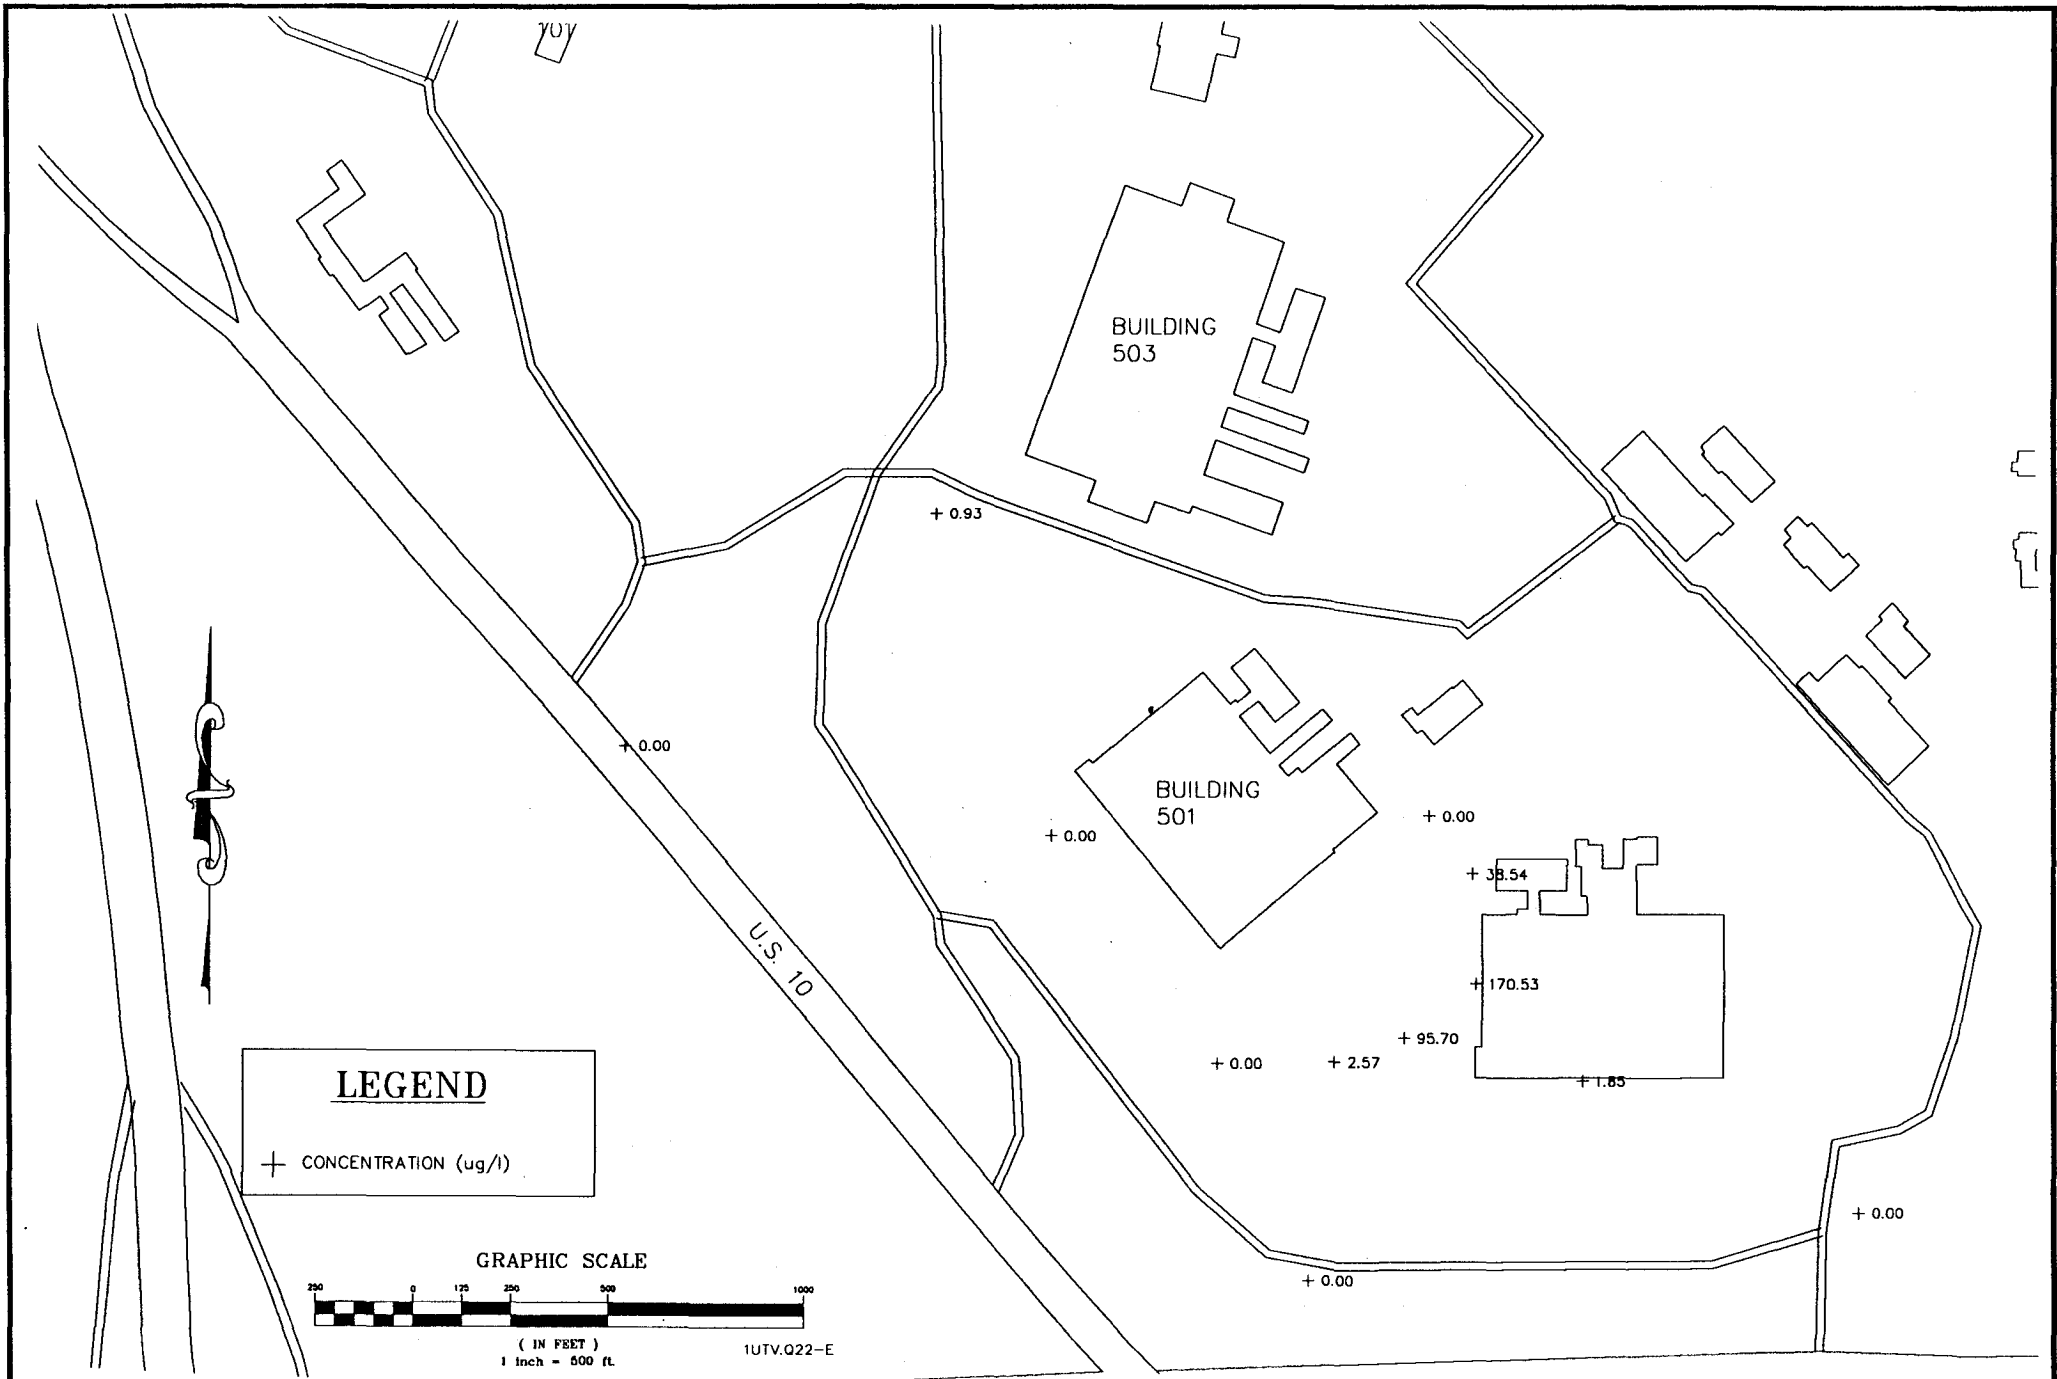 101
BUILDING
503
+ 0.93
+ 0.00
BUILDING
501
+ 0.00
+ 0.00
+ 38.54
U.S. 10
+ 170.53
+ 95.70
+ 0.00
+ 2.57
+ 1.85
LEGEND
+ CONCENTRATION (ug/l)
+ 0.00
GRAPHIC SCALE
+ 0.00
250 0 125 250 500 1000
( IN FEET )
1 inch = 500 ft.
1UTV.Q22-E